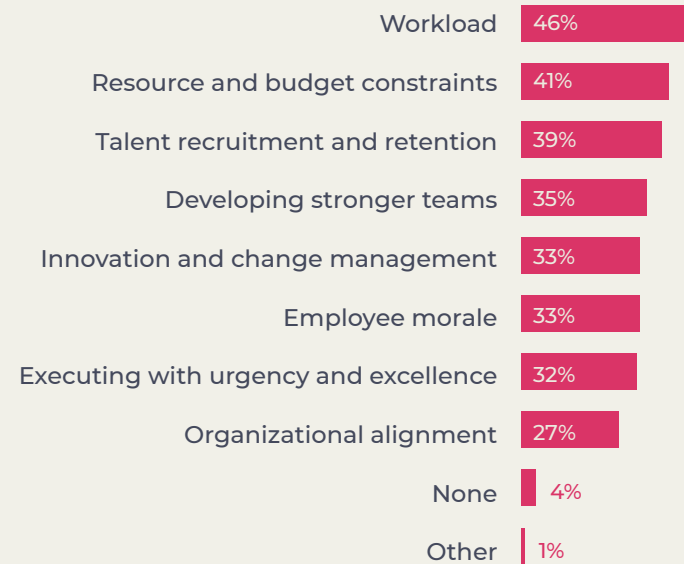 Workload 46%
Resource and budget constraints 41%
Talent recruitment and retention 39%
Developing stronger teams 35%
Innovation and change management 33%
Employee morale 33%
Executing with urgency and excellence 32%
Organizational alignment 27%
None 4%
Other 1%